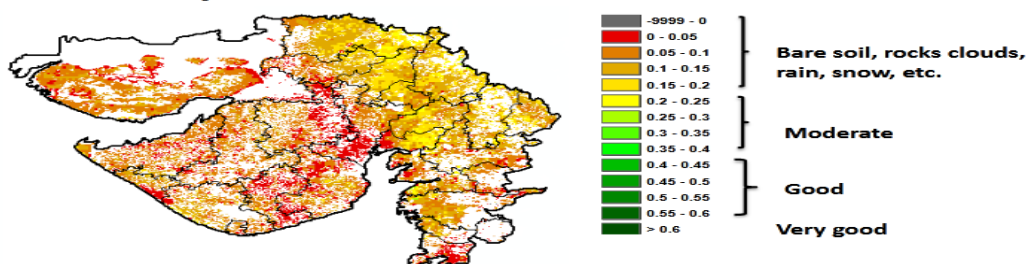 -9999 - 0
0 - 0.05
0.05 - 0.1
0.1 - 0.15
0.15 - 0.2
0.2 - 0.25
0.25 - 0.3
0.3 - 0.35
0.35 - 0.4
0.4 - 0.45
0.45 - 0.5
0.5 - 0.55
0.55 - 0.6
> 0.6
Bare soil, rocks clouds,
rain, snow, etc.
Moderate
Good
Very good